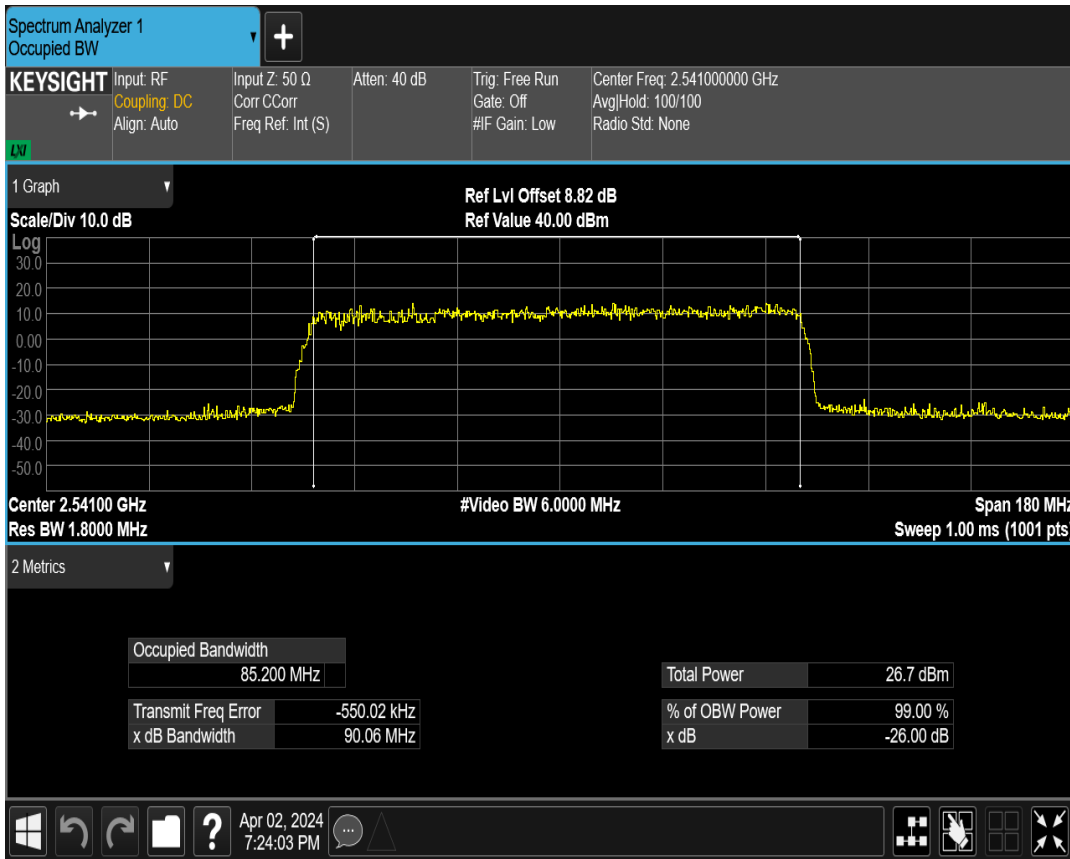 Spectrum Analyzer 1
Occupied BW
KEYSIGHT
LXI
Input: RF
Coupling: DC
Align: Auto
Input Z: 50 Ω
Corr CCorr
Freq Ref: Int (S)
Atten: 40 dB
Trig: Free Run
Gate: Off
#IF Gain: Low
Center Freq: 2.541000000 GHz
Avg|Hold: 100/100
Radio Std: None
1 Graph
Scale/Div 10.0 dB
Ref Lvl Offset 8.82 dB
Ref Value 40.00 dBm
Log
30.0
20.0
10.0
0.00
-10.0
-20.0
-30.0
-40.0
-50.0
Center 2.54100 GHz
#Video BW 6.0000 MHz
Span 180 MHz
Res BW 1.8000 MHz
Sweep 1.00 ms (1001 pts)
2 Metrics
Occupied Bandwidth
85.200 MHz
Total Power 26.7 dBm
Transmit Freq Error -550.02 kHz
% of OBW Power 99.00 %
x dB Bandwidth 90.06 MHz
x dB -26.00 dB
Apr 02, 2024
7:24:03 PM